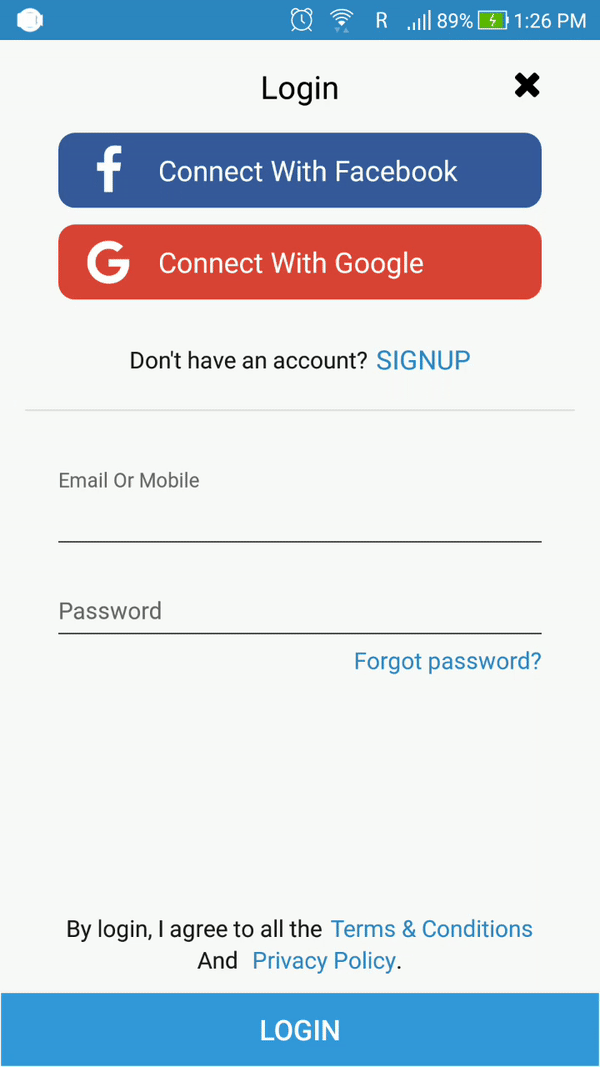 R 89% 1:26 PM
Login
Connect With Facebook
Connect With Google
Don't have an account? SIGNUP
Email Or Mobile
Password
Forgot password?
By login, I agree to all the Terms & Conditions
And Privacy Policy.
LOGIN